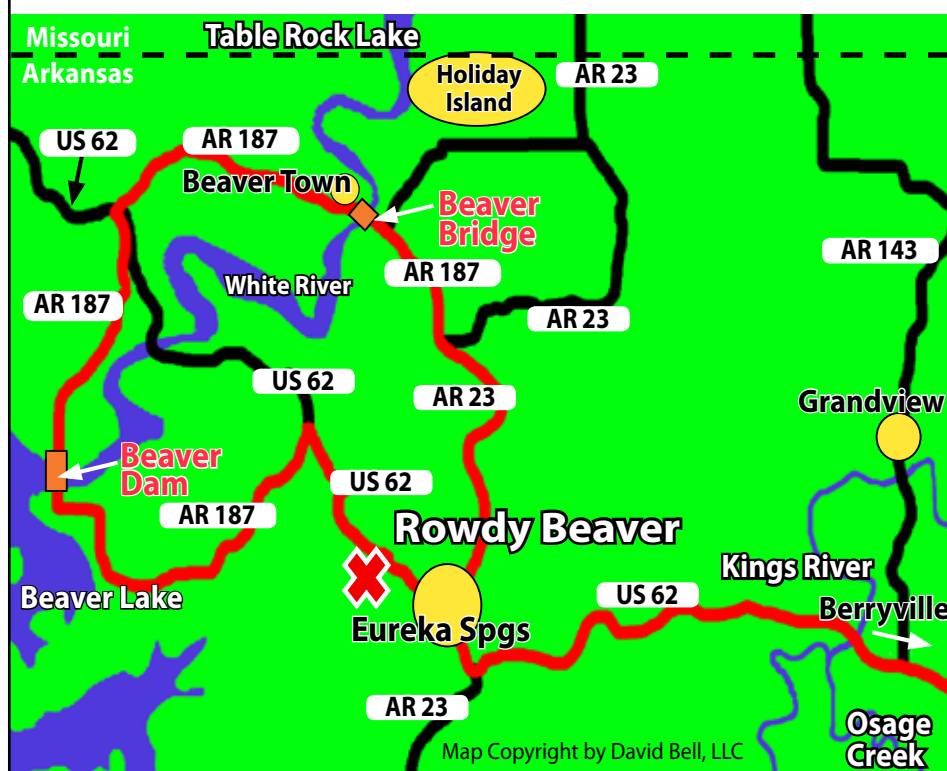 Missouri
Table Rock Lake
Arkansas
Holiday
Island
AR 23
US 62
AR 187
Beaver Town
Beaver
Bridge
AR 187
AR 143
White River
AR 187
AR 23
US 62
AR 23
Grandview
Beaver
Dam
US 62
AR 187
Rowdy Beaver
Kings River
Beaver Lake
US 62
Berryville
Eureka Spgs
AR 23
Osage
Creek
Map Copyright by David Bell, LLC